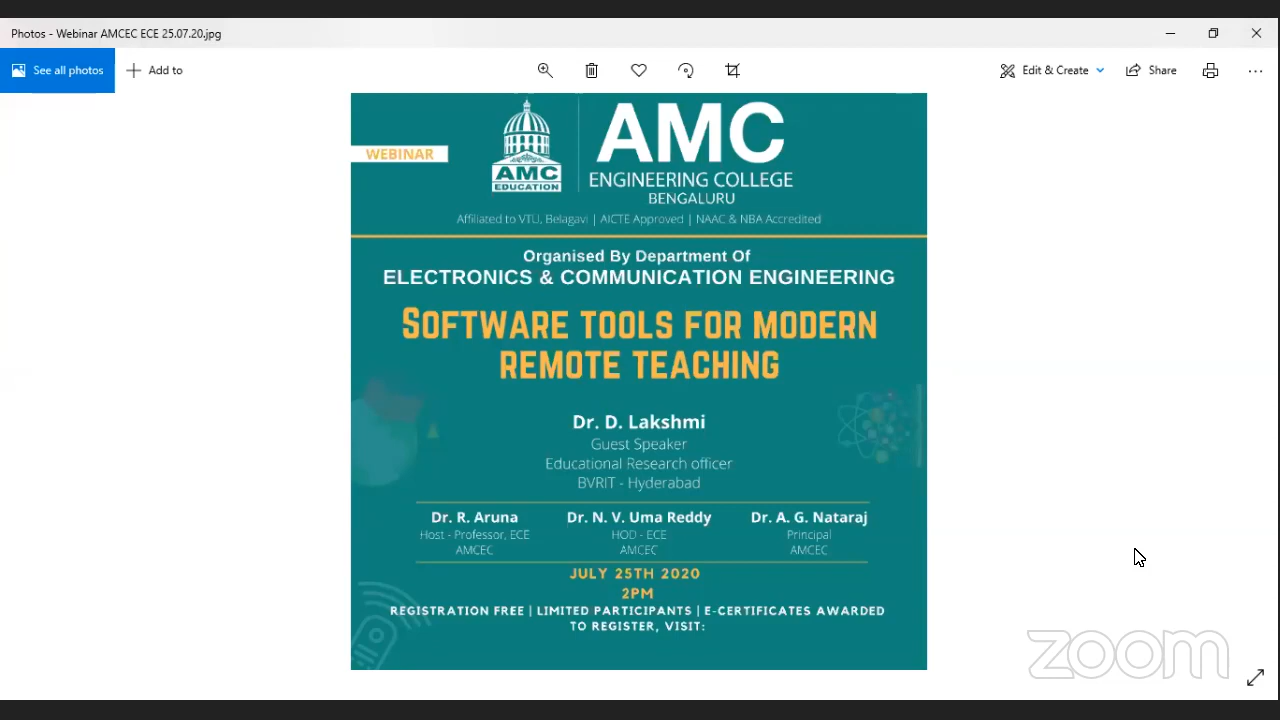 Photos - Webinar AMCEC ECE 25.07.20.jpg
See all photos
Add to
Edit & Create
Share
WEBINAR
AMC
EDUCATION
AMC
ENGINEERING COLLEGE
BENGALURU
Affiliated to VTU, Belagavi | AICTE Approved | NAAC & NBA Accredited
Organised By Department Of
ELECTRONICS & COMMUNICATION ENGINEERING
SOFTWARE TOOLS FOR MODERN
REMOTE TEACHING
Dr. D. Lakshmi
Guest Speaker
Educational Research officer
BVRIT - Hyderabad
Dr. R. Aruna
Host - Professor, ECE
AMCEC
Dr. N. V. Uma Reddy
HOD - ECE
AMCEC
Dr. A. G. Nataraj
Principal
AMCEC
JULY 25TH 2020
2PM
REGISTRATION FREE | LIMITED PARTICIPANTS | E-CERTIFICATES AWARDED
TO REGISTER, VISIT:
zoom